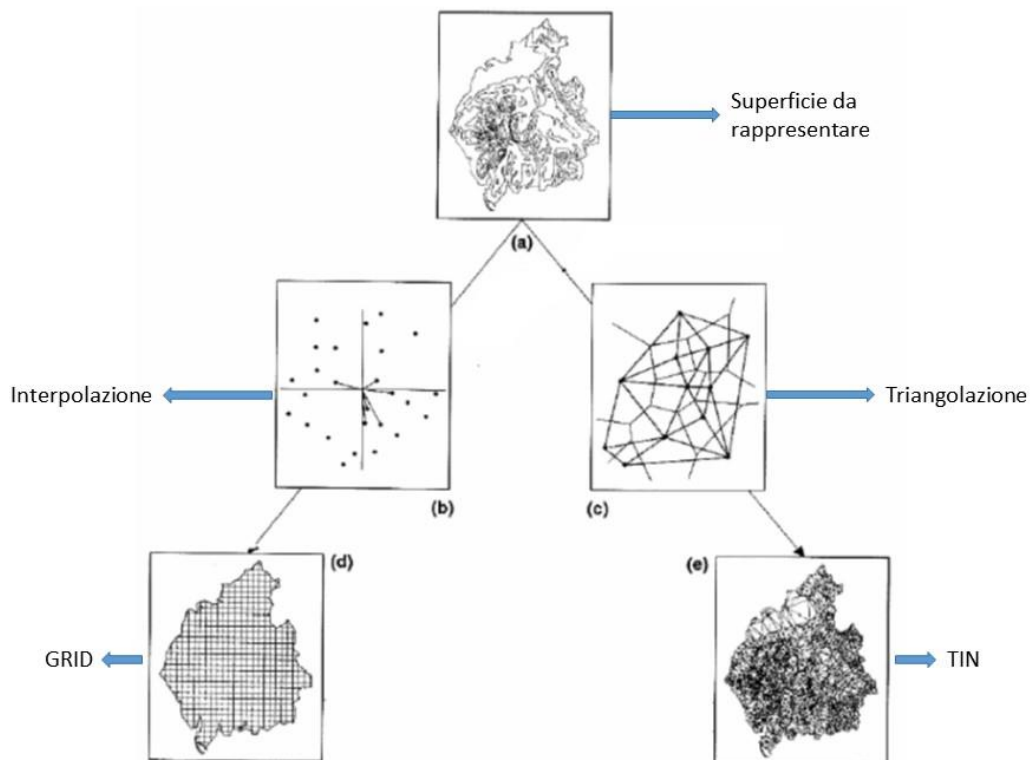 Superficie da
rappresentare
(a)
Interpolazione
Triangolazione
(b)
(c)
(d)
(e)
GRID
TIN